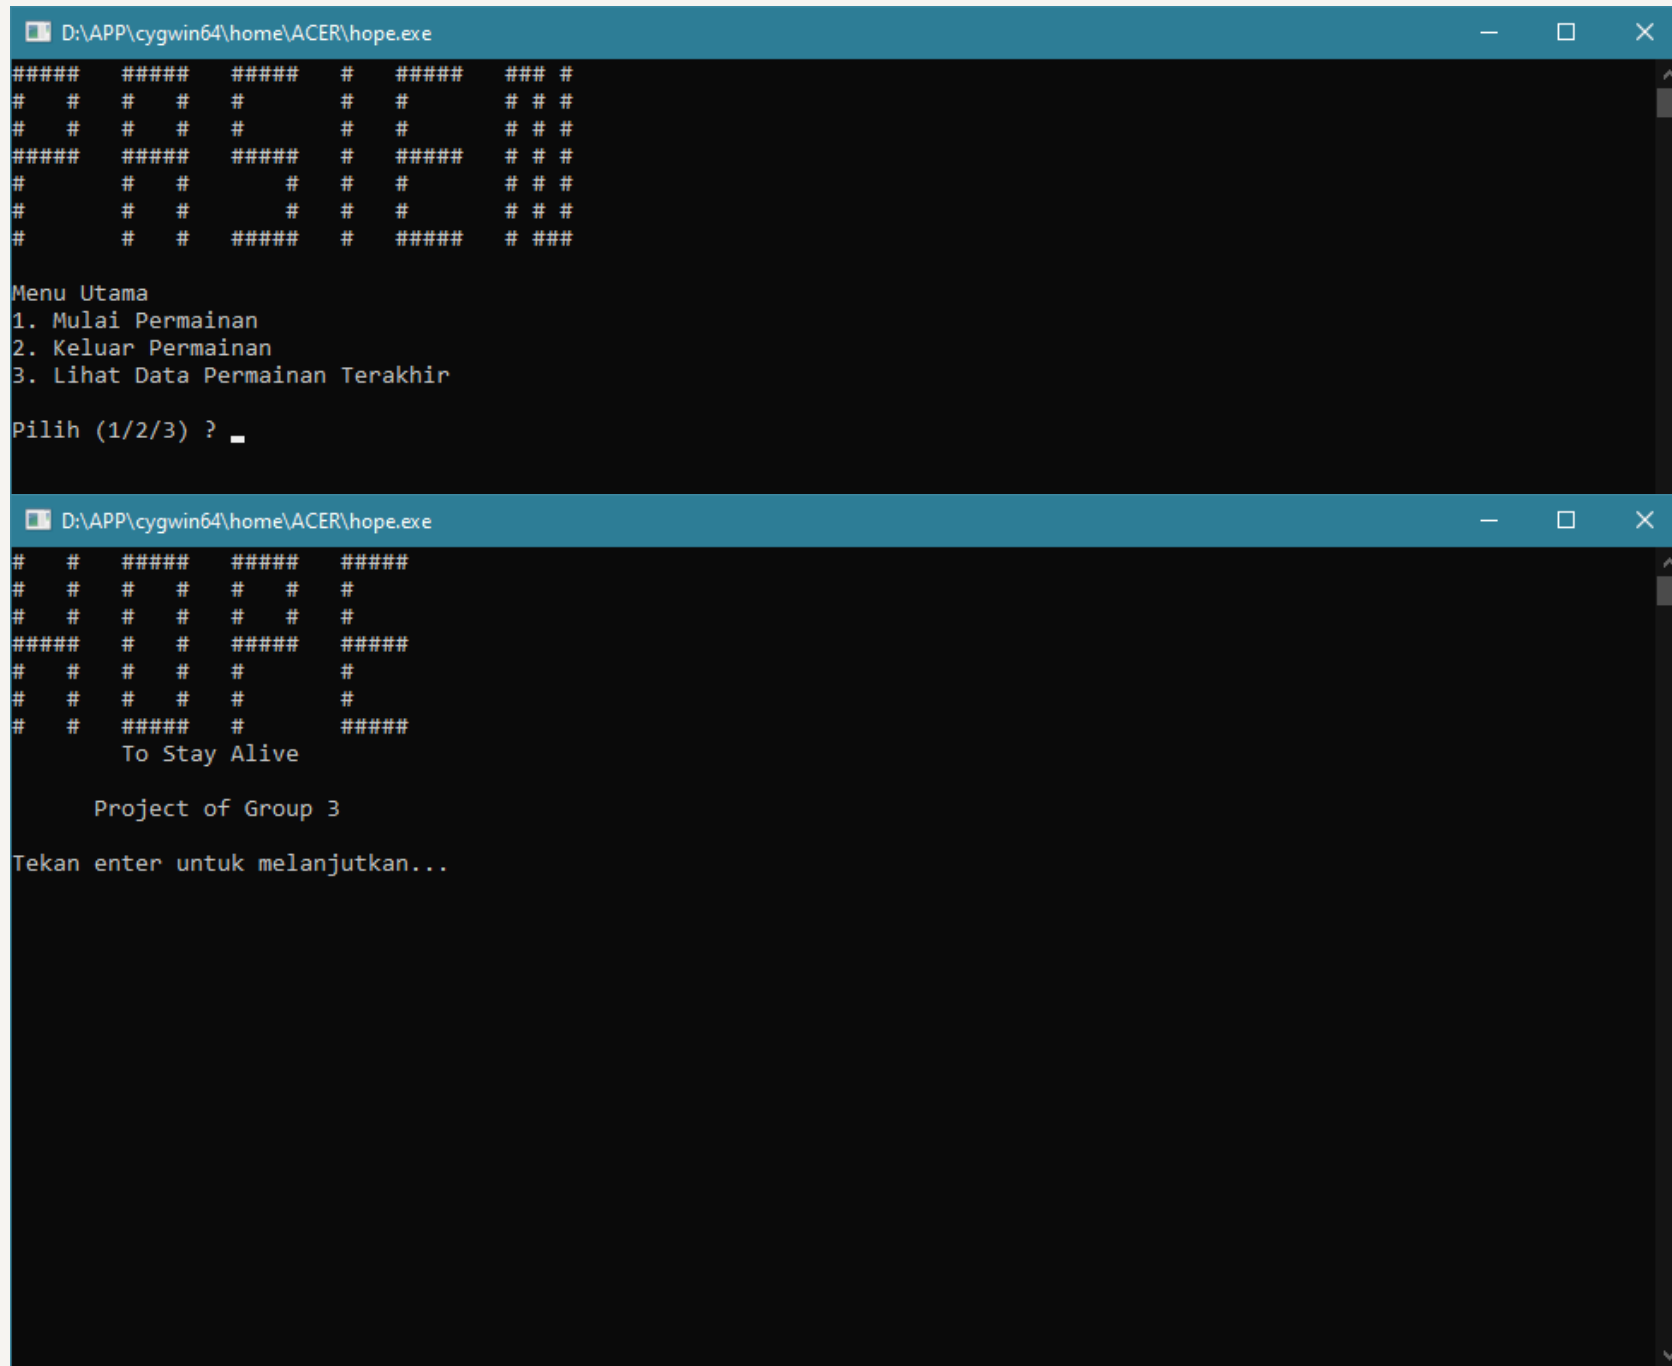 D:\APP\cygwin64\home\ACER\hope.exe
#####   #####   #####   #   #####   ### #
#   #   #   #   #       #   #       # # #
#   #   #   #   #       #   #       # # #
#####   #####   #####   #   #####   # # #
#       #   #       #   #   #       # # #
#       #   #       #   #   #       # # #
#       #   #   #####   #   #####   # ###
Menu Utama
1. Mulai Permainan
2. Keluar Permainan
3. Lihat Data Permainan Terakhir
Pilih (1/2/3) ?
D:\APP\cygwin64\home\ACER\hope.exe
#   #   #####   #####   #####
#   #   #   #   #   #   #
#   #   #   #   #   #   #
#####   #   #   #####   #####
#   #   #   #   #       #
#   #   #   #   #       #
#   #   #####   #       #####
To Stay Alive
Project of Group 3
Tekan enter untuk melanjutkan...